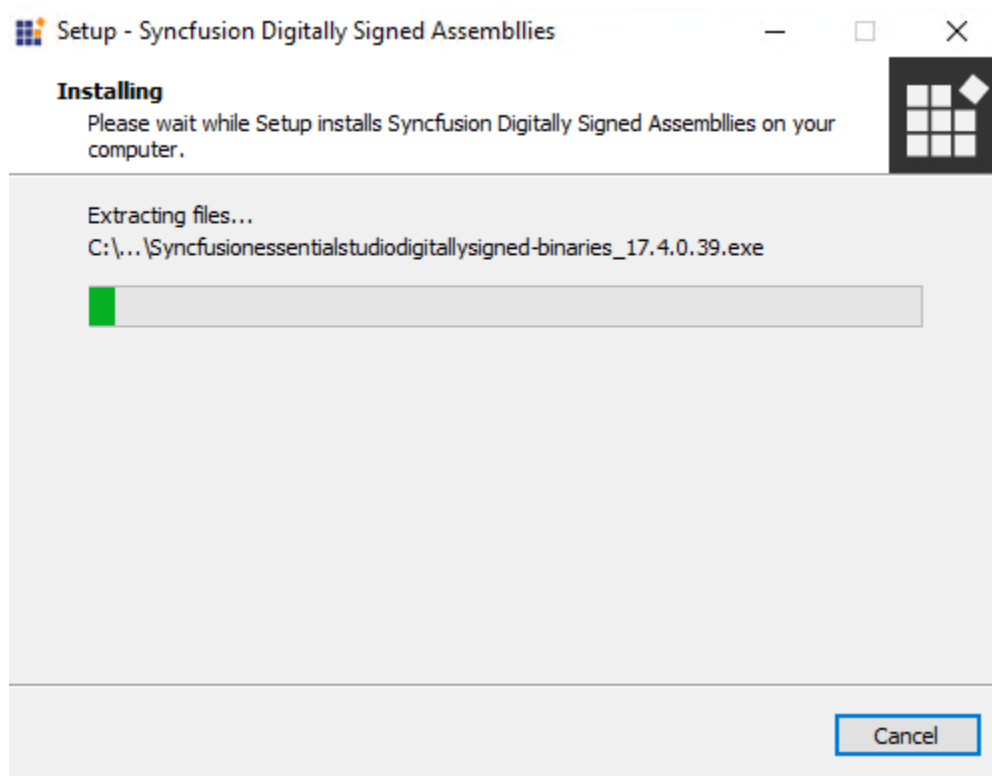 Setup - Syncfusion Digitally Signed Assembllies
Installing
Please wait while Setup installs Syncfusion Digitally Signed Assembllies on your
computer.
Extracting files...
C:\...\Syncfusionessentialstudiodigitallysigned-binaries_17.4.0.39.exe
Cancel